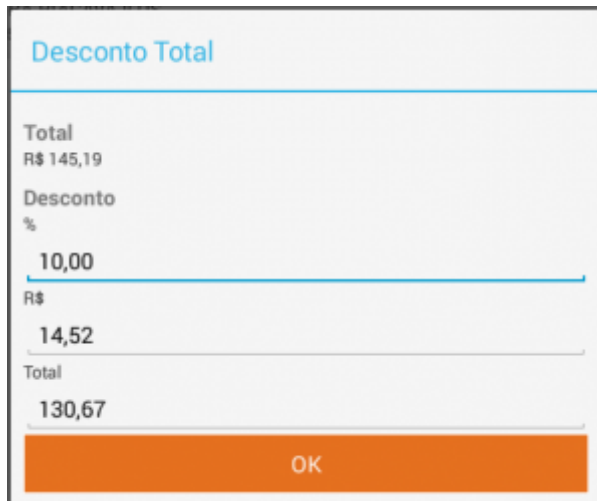 Desconto Total
Total
R$ 145,19
Desconto
%
10,00
R$
14,52
Total
130,67
OK